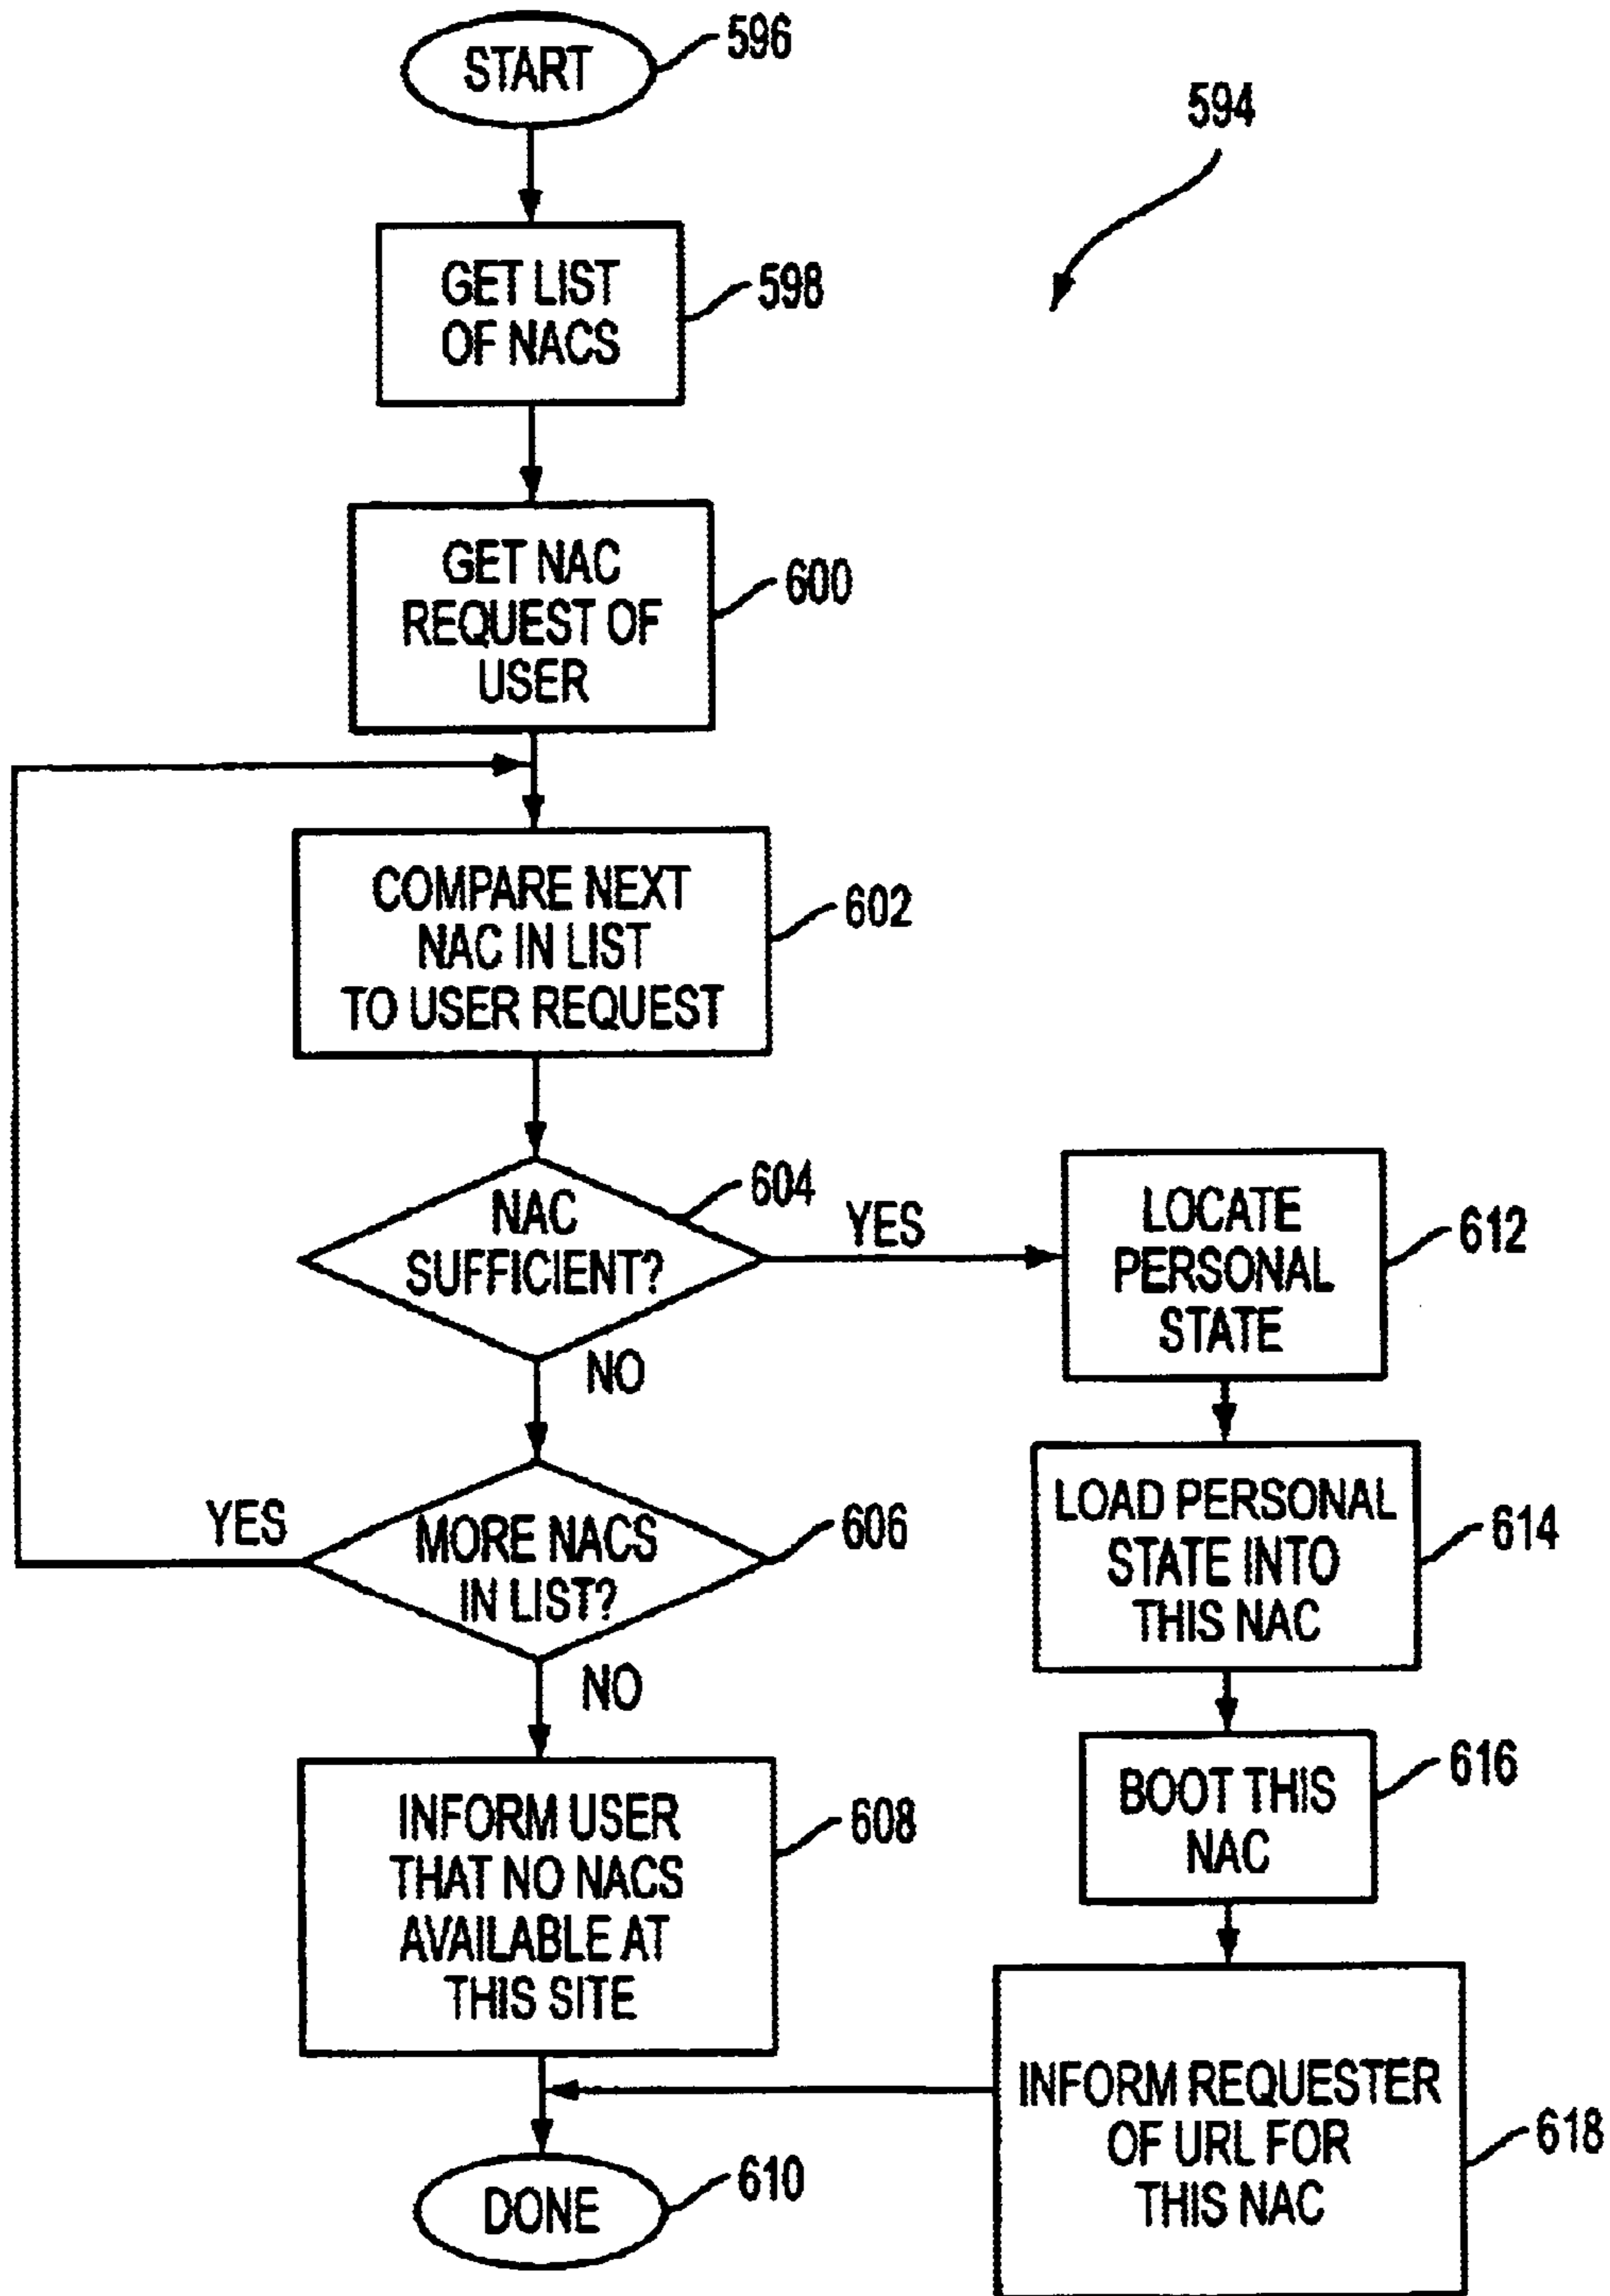 START
596
594
GET LIST
OF NACS
598
GET NAC
REQUEST OF
USER
600
COMPARE NEXT
NAC IN LIST
TO USER REQUEST
602
NAC
SUFFICIENT?
604
YES
NO
LOCATE
PERSONAL
STATE
612
LOAD PERSONAL
STATE INTO
THIS NAC
614
YES
MORE NACS
IN LIST?
606
NO
BOOT THIS
NAC
616
INFORM USER
THAT NO NACS
AVAILABLE AT
THIS SITE
608
INFORM REQUESTER
OF URL FOR
THIS NAC
618
DONE
610